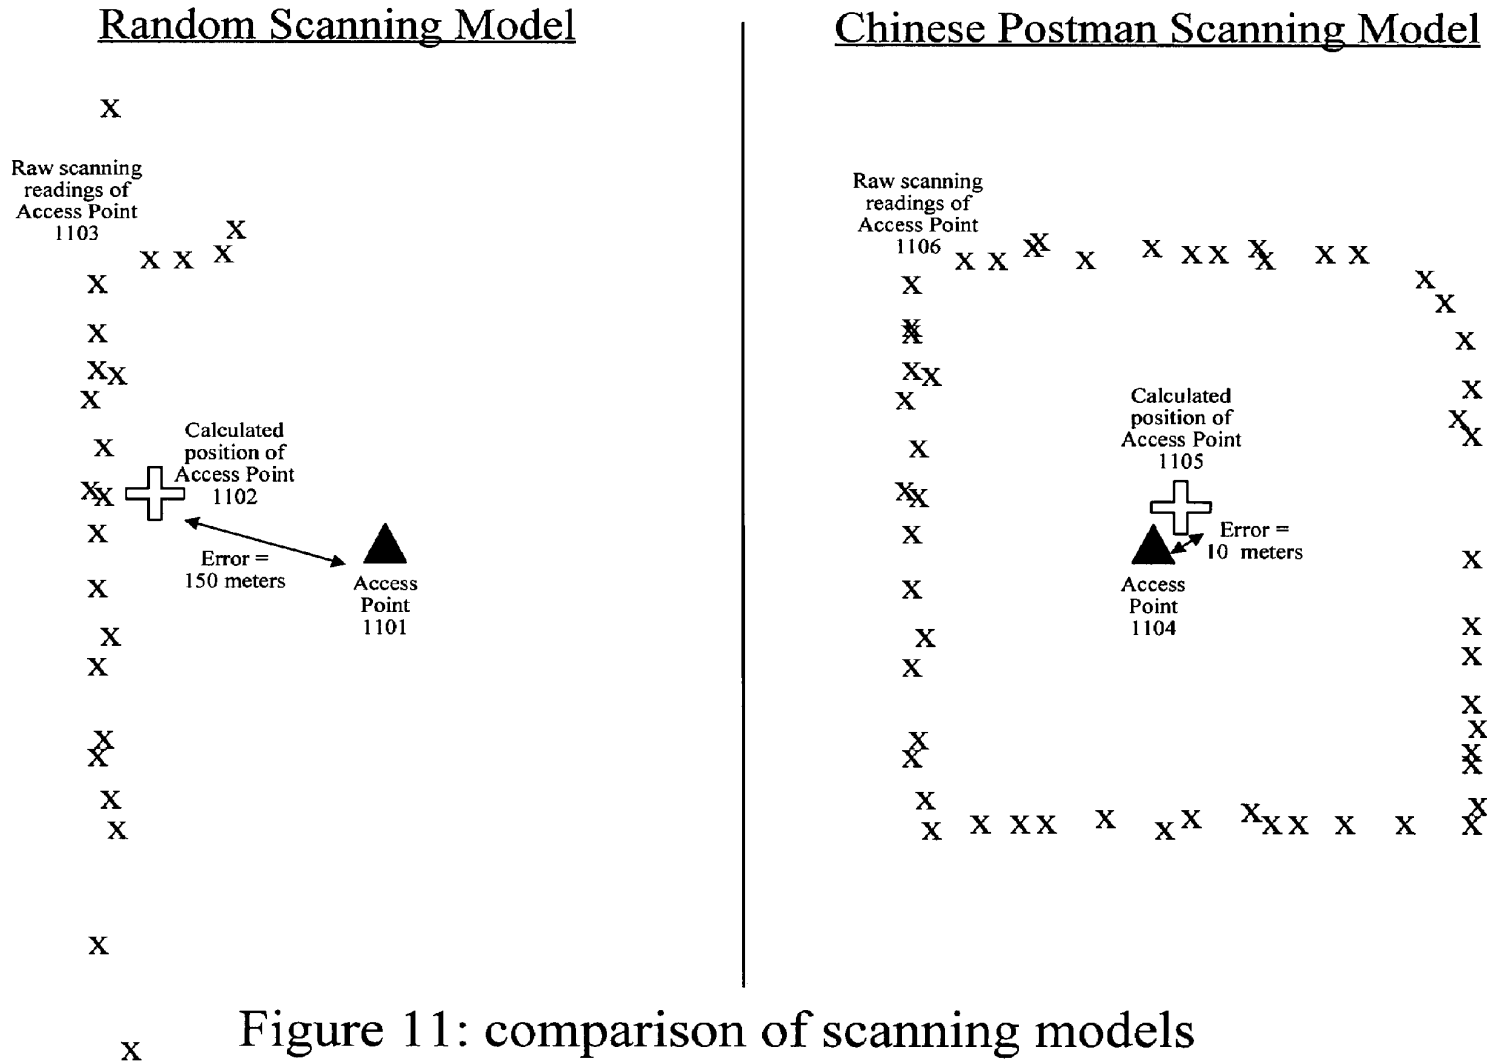 Random Scanning Model
Raw scanning
readings of
Access Point
1103
Calculated
position of
Access Point
1102
Error =
150 meters
Access
Point
1101
Chinese Postman Scanning Model
Raw scanning
readings of
Access Point
1106
Calculated
position of
Access Point
1105
Error =
10 meters
Access
Point
1104
Figure 11: comparison of scanning models